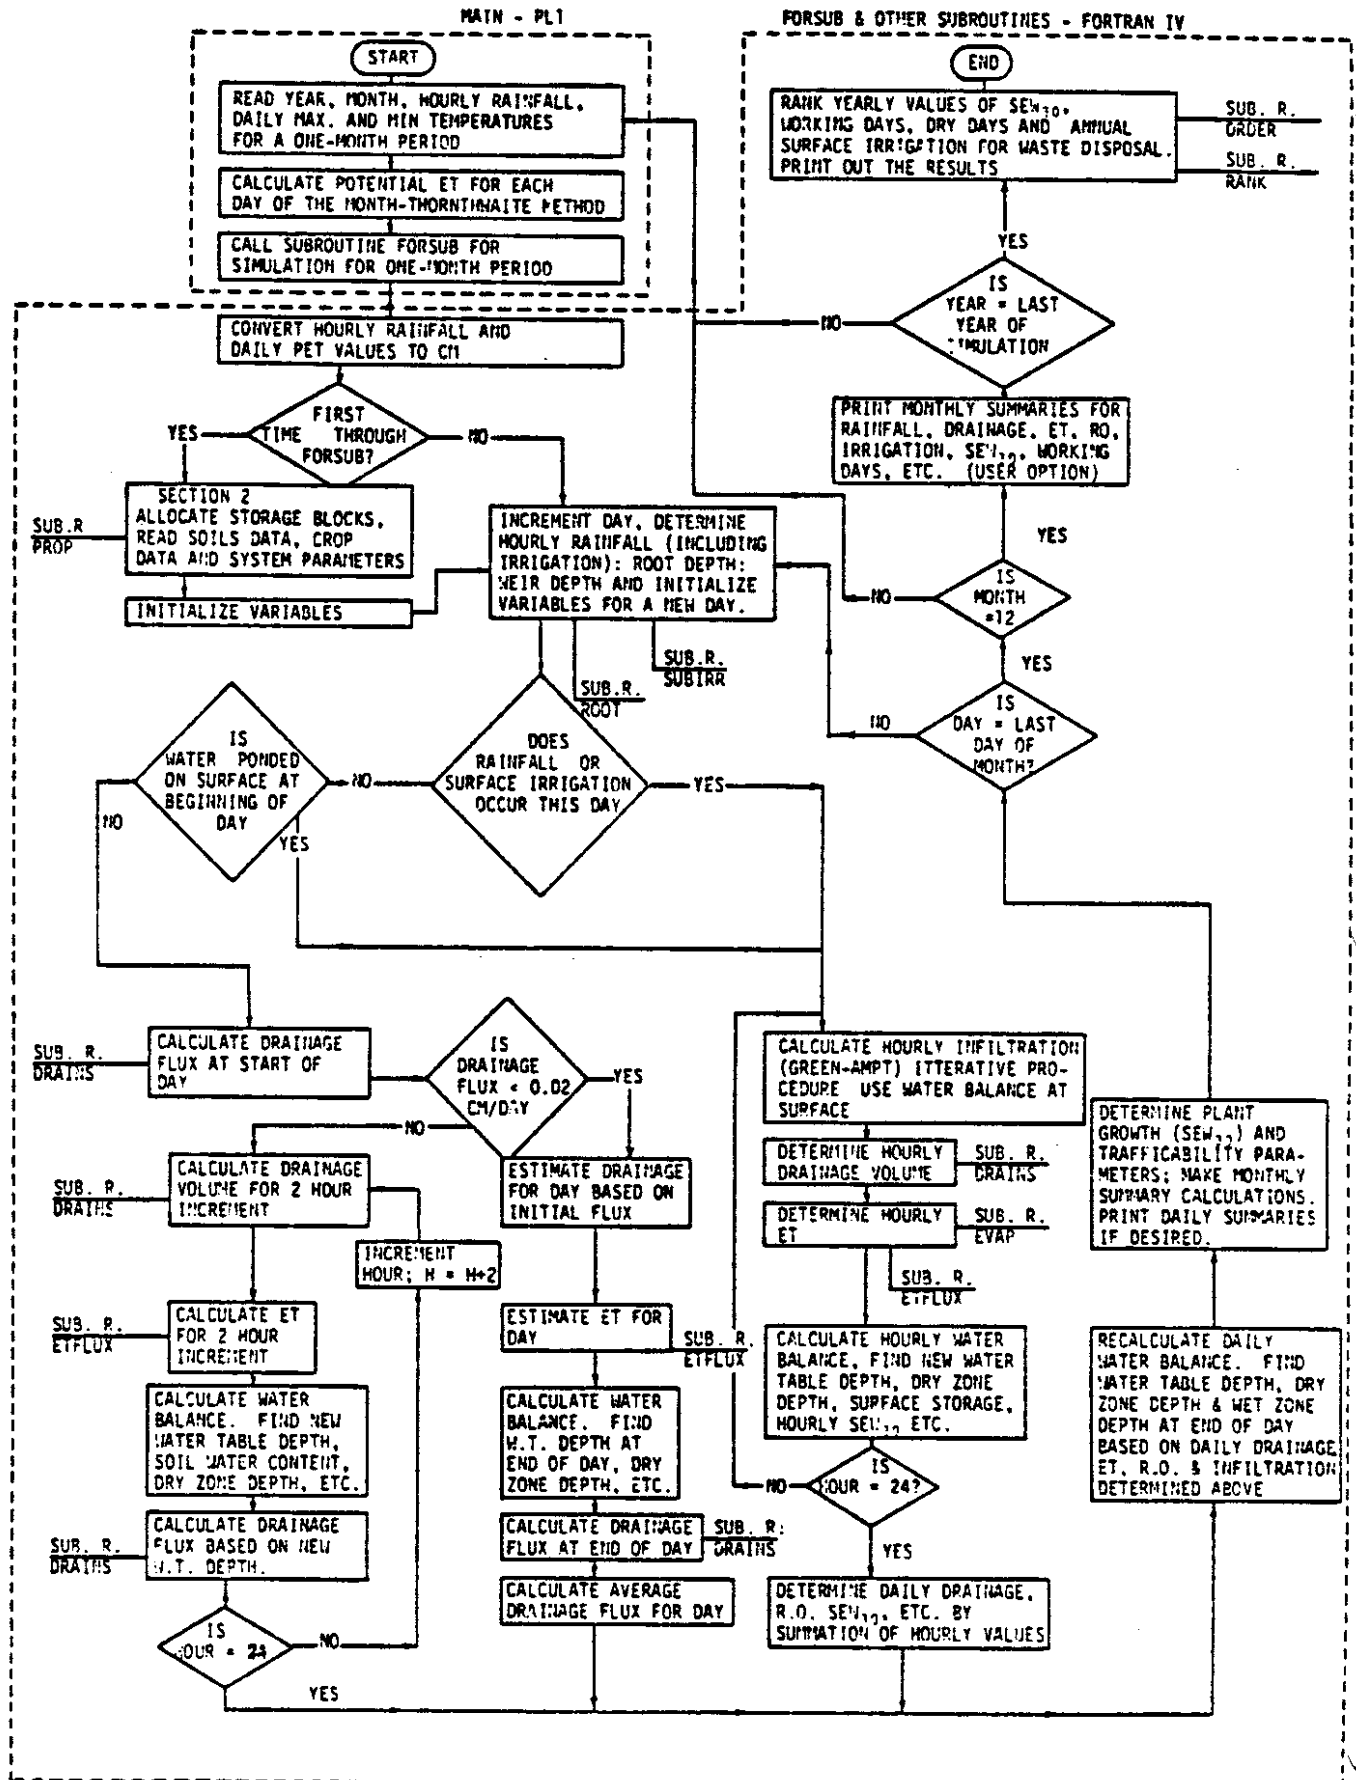 MAIN - PL1
FORSUB & OTHER SUBROUTINES - FORTRAN IV
START
READ YEAR, MONTH, HOURLY RAINFALL,
DAILY MAX. AND MIN TEMPERATURES
FOR A ONE-MONTH PERIOD
CALCULATE POTENTIAL ET FOR EACH
DAY OF THE MONTH-THORNTHWAITE METHOD
CALL SUBROUTINE FORSUB FOR
SIMULATION FOR ONE-MONTH PERIOD
END
RANK YEARLY VALUES OF SEW30,
WORKING DAYS, DRY DAYS AND ANNUAL
SURFACE IRRIGATION FOR WASTE DISPOSAL.
PRINT OUT THE RESULTS
SUB. R.
ORDER
SUB. R.
RANK
YES
IS
YEAR = LAST
YEAR OF
SIMULATION
NO
CONVERT HOURLY RAINFALL AND
DAILY PET VALUES TO CM
FIRST
TIME THROUGH
FORSUB?
YES
NO
PRINT MONTHLY SUMMARIES FOR
RAINFALL, DRAINAGE, ET, RO,
IRRIGATION, SEW30, WORKING
DAYS, ETC. (USER OPTION)
SECTION 2
ALLOCATE STORAGE BLOCKS,
READ SOILS DATA, CROP
DATA AND SYSTEM PARAMETERS
SUB.R
PROP
INITIALIZE VARIABLES
INCREMENT DAY, DETERMINE
HOURLY RAINFALL (INCLUDING
IRRIGATION): ROOT DEPTH:
WEIR DEPTH AND INITIALIZE
VARIABLES FOR A NEW DAY.
YES
IS
MONTH
=12
NO
SUB.R.
SUBIRR
SUB.R.
ROOT
YES
IS
DAY = LAST
DAY OF
MONTH?
NO
IS
WATER PONDED
ON SURFACE AT
BEGINNING OF
DAY
NO
YES
NO
DOES
RAINFALL OR
SURFACE IRRIGATION
OCCUR THIS DAY
YES
CALCULATE DRAINAGE
FLUX AT START OF
DAY
SUB. R.
DRAINS
IS
DRAINAGE
FLUX < 0.02
CM/DAY
YES
NO
CALCULATE HOURLY INFILTRATION
(GREEN-AMPT) ITTERATIVE PRO-
CEDURE USE WATER BALANCE AT
SURFACE
DETERMINE HOURLY
DRAINAGE VOLUME
SUB. R.
DRAINS
DETERMINE HOURLY
ET
SUB. R.
EVAP
SUB. R.
ETFLUX
DETERMINE PLANT
GROWTH (SEW30) AND
TRAFFICABILITY PARA-
METERS; MAKE MONTHLY
SUMMARY CALCULATIONS.
PRINT DAILY SUMMARIES
IF DESIRED.
CALCULATE DRAINAGE
VOLUME FOR 2 HOUR
INCREMENT
SUB. R.
DRAINS
ESTIMATE DRAINAGE
FOR DAY BASED ON
INITIAL FLUX
INCREMENT
HOUR; H = H+2
CALCULATE ET
FOR 2 HOUR
INCREMENT
SUB. R.
ETFLUX
ESTIMATE ET FOR
DAY
SUB. R.
ETFLUX
CALCULATE HOURLY WATER
BALANCE, FIND NEW WATER
TABLE DEPTH, DRY ZONE
DEPTH, SURFACE STORAGE,
HOURLY SEW30 ETC.
RECALCULATE DAILY
WATER BALANCE. FIND
WATER TABLE DEPTH, DRY
ZONE DEPTH & WET ZONE
DEPTH AT END OF DAY
BASED ON DAILY DRAINAGE
ET, R.O. & INFILTRATION
DETERMINED ABOVE
CALCULATE WATER
BALANCE. FIND NEW
WATER TABLE DEPTH,
SOIL WATER CONTENT,
DRY ZONE DEPTH, ETC.
CALCULATE WATER
BALANCE. FIND
W.T. DEPTH AT
END OF DAY, DRY
ZONE DEPTH, ETC.
IS
HOUR = 24?
NO
YES
CALCULATE DRAINAGE
FLUX BASED ON NEW
W.T. DEPTH.
SUB. R.
DRAINS
CALCULATE DRAINAGE
FLUX AT END OF DAY
SUB. R.
DRAINS
CALCULATE AVERAGE
DRAINAGE FLUX FOR DAY
DETERMINE DAILY DRAINAGE,
R.O. SEW30, ETC. BY
SUMMATION OF HOURLY VALUES
IS
HOUR = 24
NO
YES